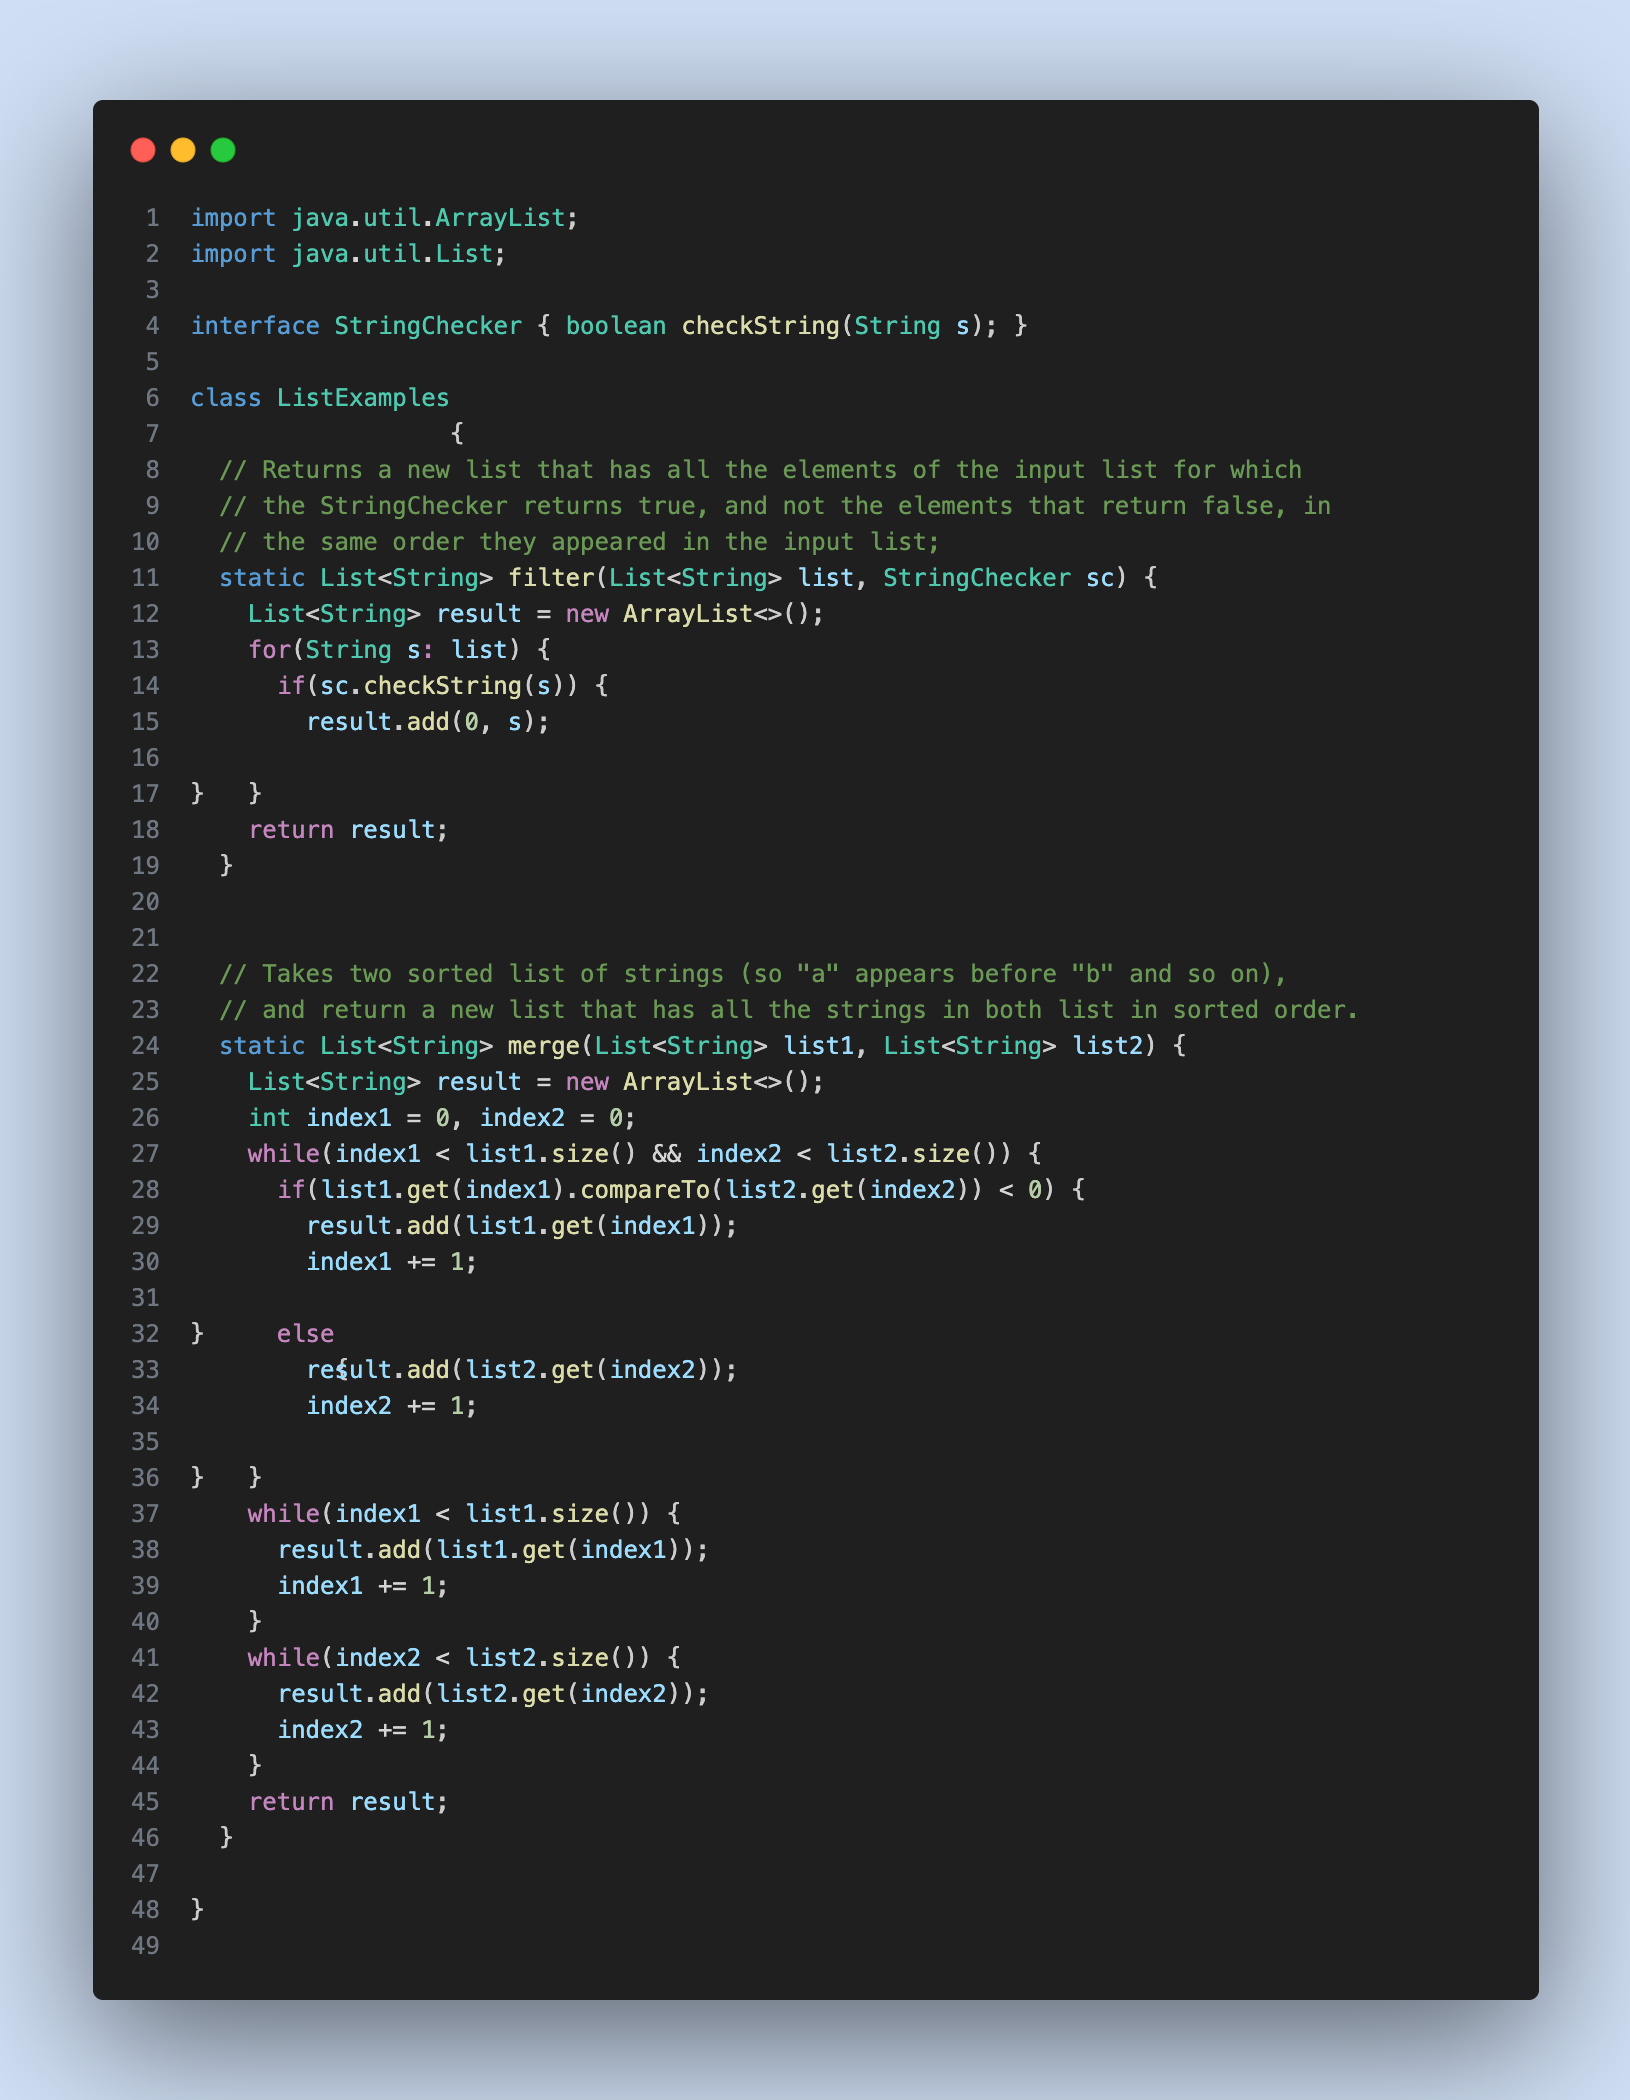 1 import java.util.ArrayList;
2 import java.util.List;
3
4 interface StringChecker { boolean checkString(String s); }
5
6 class ListExamples
7                   {
8   // Returns a new list that has all the elements of the input list for which
9   // the StringChecker returns true, and not the elements that return false, in
10   // the same order they appeared in the input list;
11   static List<String> filter(List<String> list, StringChecker sc) {
12     List<String> result = new ArrayList<>();
13     for(String s: list) {
14       if(sc.checkString(s)) {
15         result.add(0, s);
16
17 }   }
18     return result;
19   }
20
21
22   // Takes two sorted list of strings (so "a" appears before "b" and so on),
23   // and return a new list that has all the strings in both list in sorted order.
24   static List<String> merge(List<String> list1, List<String> list2) {
25     List<String> result = new ArrayList<>();
26     int index1 = 0, index2 = 0;
27     while(index1 < list1.size() && index2 < list2.size()) {
28       if(list1.get(index1).compareTo(list2.get(index2)) < 0) {
29         result.add(list1.get(index1));
30         index1 += 1;
31
32 }     else
33         result.add(list2.get(index2)); {
34         index2 += 1;
35
36 }   }
37     while(index1 < list1.size()) {
38       result.add(list1.get(index1));
39       index1 += 1;
40     }
41     while(index2 < list2.size()) {
42       result.add(list2.get(index2));
43       index2 += 1;
44     }
45     return result;
46   }
47
48 }
49